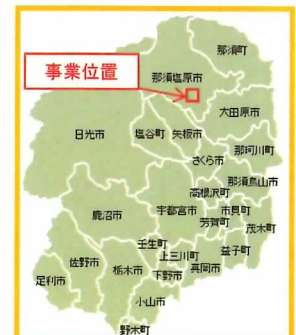 那須町
事業位置
那須塩原市
大田原市
日光市
塩谷町
矢板市
那珂川町
さくら市
那須烏山市
高根沢町
宇都宮市
市貝町
鹿沼市
芳賀町
茂木町
壬生町
上三川町
益子町
佐野市
栃木市
下野市
真岡市
足利市
小山市
野木町